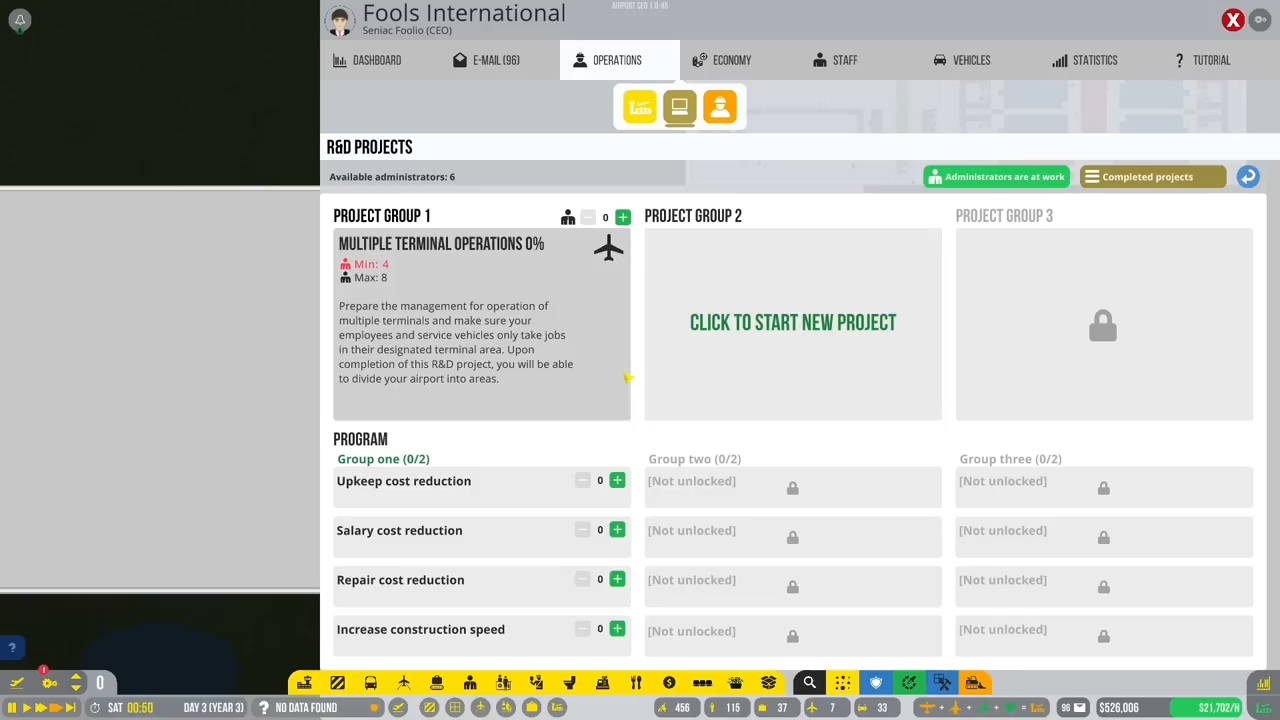 Fools International
AIRPORT CEO 1.0-45
Seniac Foolio (CEO)
X
DASHBOARD
E-MAIL (96)
OPERATIONS
ECONOMY
STAFF
VEHICLES
STATISTICS
? TUTORIAL
R&D PROJECTS
Available administrators: 6
Administrators are at work
Completed projects
PROJECT GROUP 1
0
PROJECT GROUP 2
PROJECT GROUP 3
MULTIPLE TERMINAL OPERATIONS 0%
Min: 4
Max: 8
Prepare the management for operation of
multiple terminals and make sure your
employees and service vehicles only take jobs
in their designated terminal area. Upon
completion of this R&D project, you will be able
to divide your airport into areas.
CLICK TO START NEW PROJECT
PROGRAM
Group one (0/2)
Group two (0/2)
Group three (0/2)
Upkeep cost reduction
0
[Not unlocked]
[Not unlocked]
Salary cost reduction
0
[Not unlocked]
[Not unlocked]
Repair cost reduction
0
[Not unlocked]
[Not unlocked]
Increase construction speed
0
[Not unlocked]
[Not unlocked]
?
!
0
SAT 00:50
DAY 3 (YEAR 3)
? NO DATA FOUND
456
115
37
7
33
96
$526,006
$21,702/H